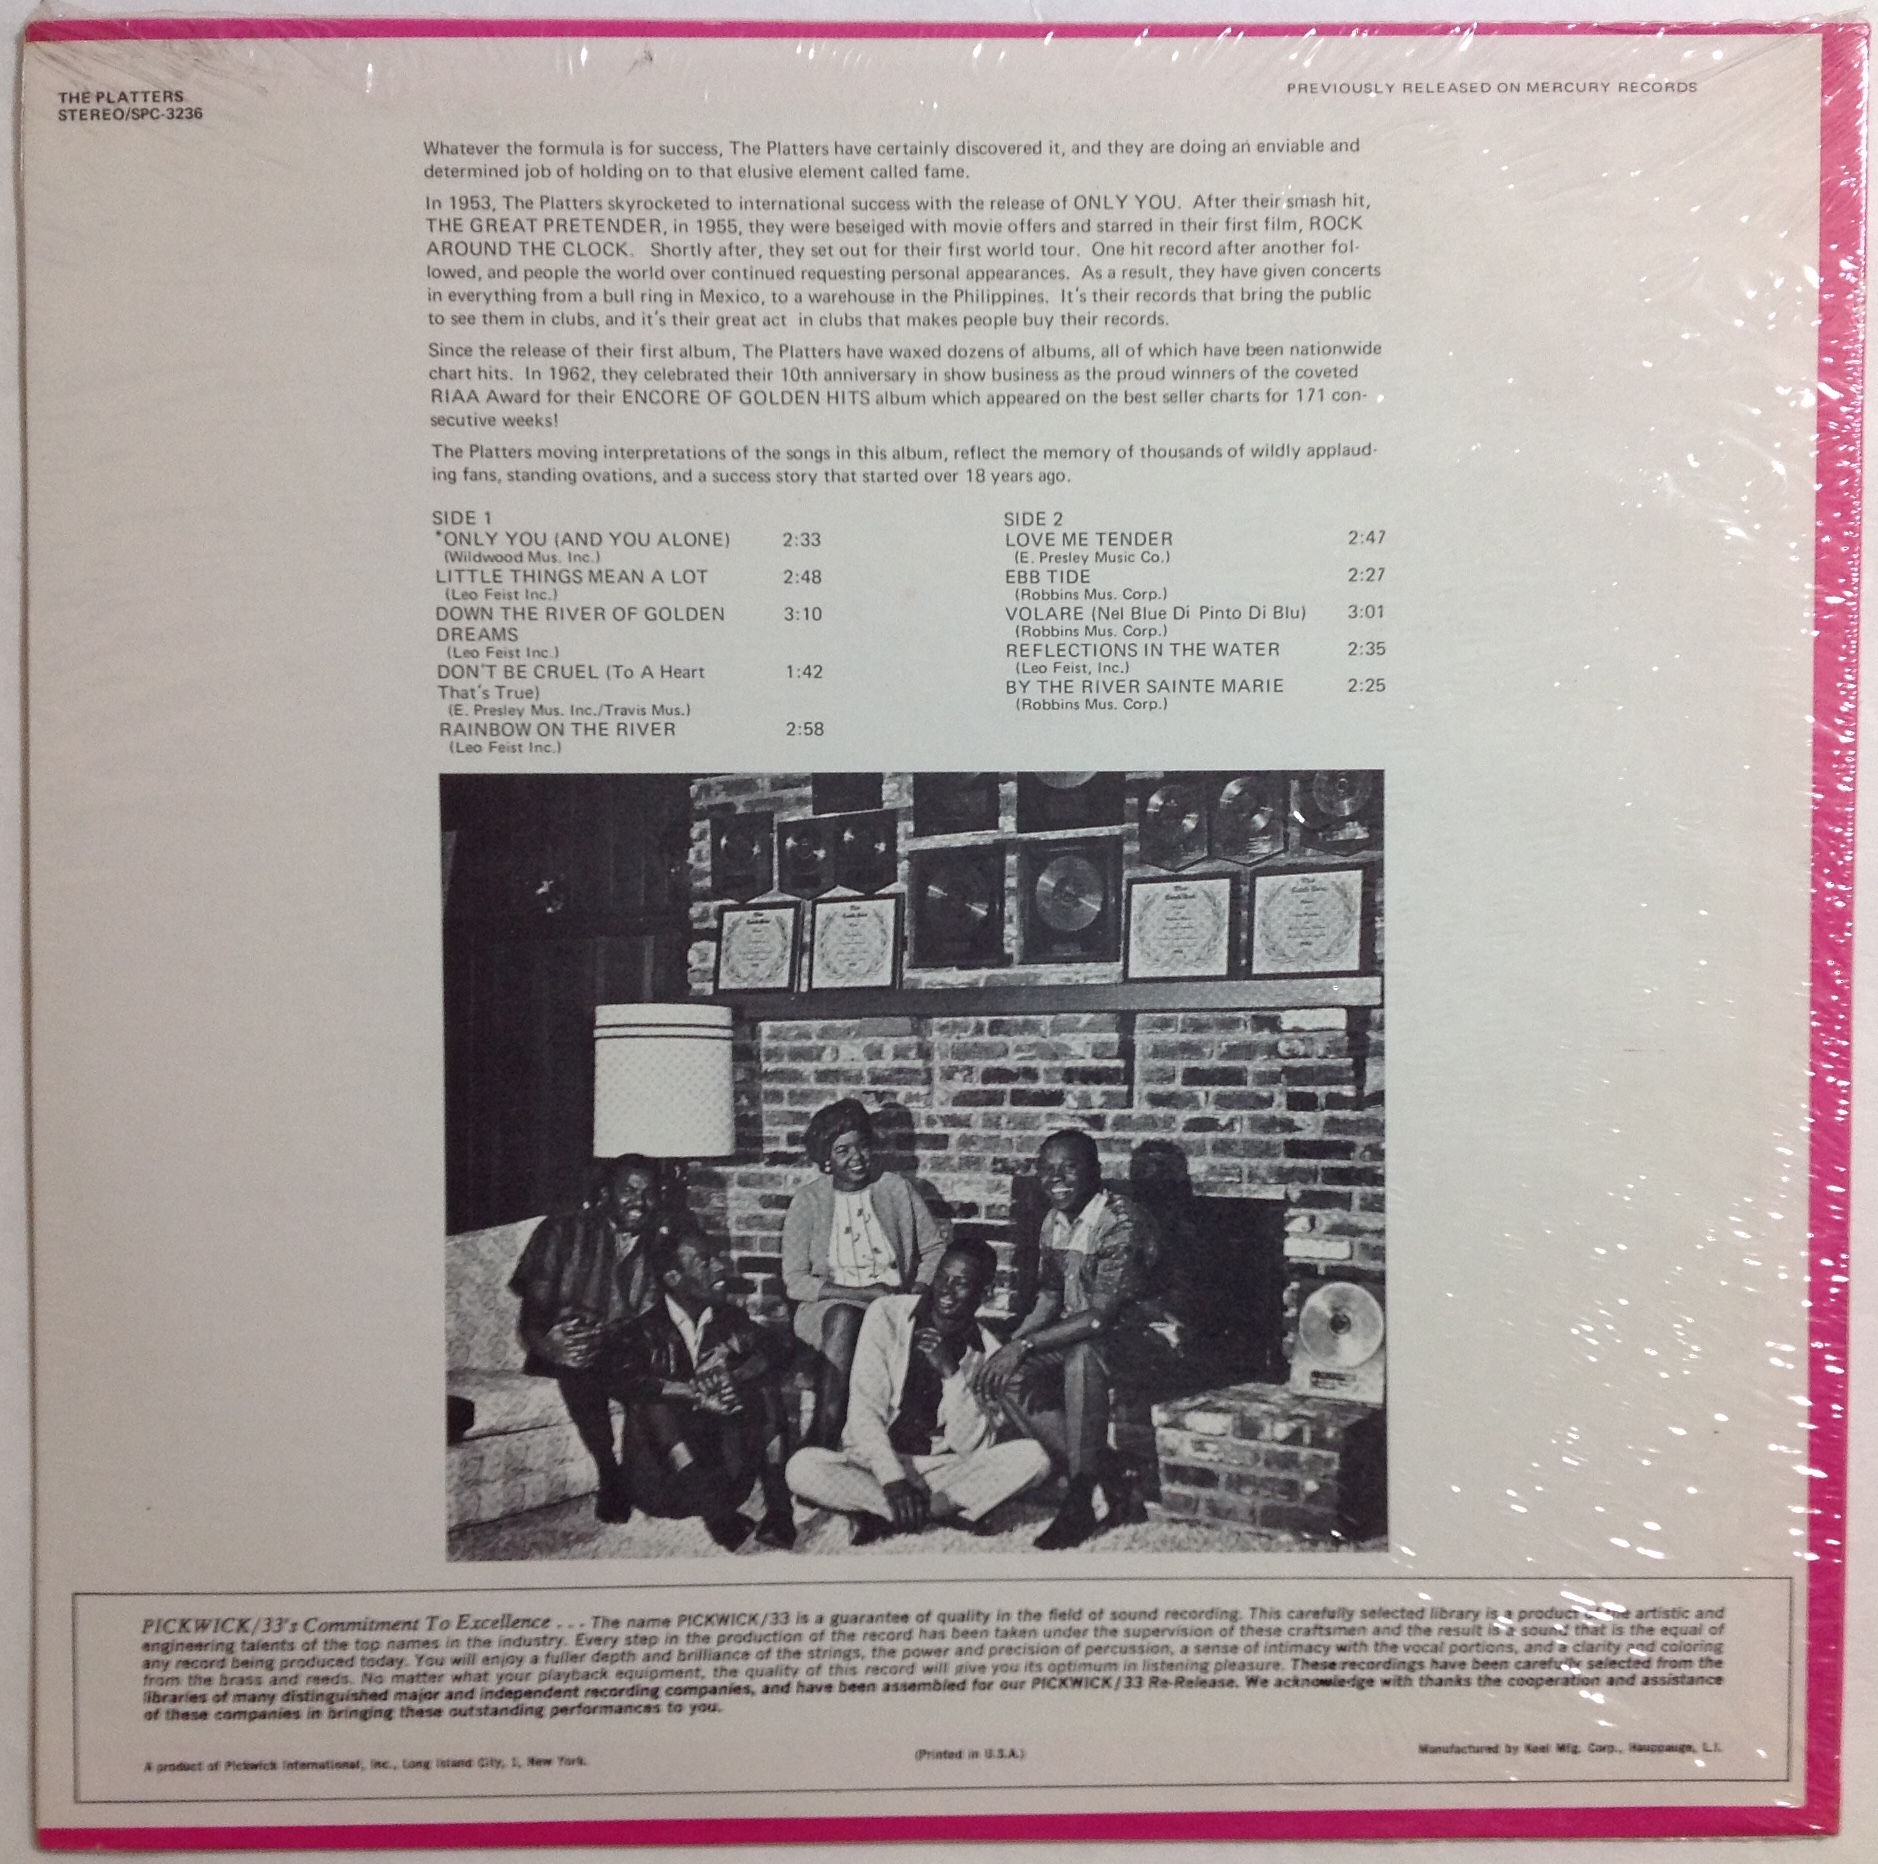 THE PLATTERS
STEREO/SPC-3236
PREVIOUSLY RELEASED ON MERCURY RECORDS
Whatever the formula is for success, The Platters have certainly discovered it, and they are doing an enviable and
determined job of holding on to that elusive element called fame.
In 1953, The Platters skyrocketed to international success with the release of ONLY YOU. After their smash hit,
THE GREAT PRETENDER, in 1955, they were beseiged with movie offers and starred in their first film, ROCK
AROUND THE CLOCK. Shortly after, they set out for their first world tour. One hit record after another fol-
lowed, and people the world over continued requesting personal appearances. As a result, they have given concerts
in everything from a bull ring in Mexico, to a warehouse in the Philippines. It's their records that bring the public
to see them in clubs, and it's their great act in clubs that makes people buy their records.
Since the release of their first album, The Platters have waxed dozens of albums, all of which have been nationwide
chart hits. In 1962, they celebrated their 10th anniversary in show business as the proud winners of the coveted
RIAA Award for their ENCORE OF GOLDEN HITS album which appeared on the best seller charts for 171 con-
secutive weeks!
The Platters moving interpretations of the songs in this album, reflect the memory of thousands of wildly applaud-
ing fans, standing ovations, and a success story that started over 18 years ago.
SIDE 1
*ONLY YOU (AND YOU ALONE) 2:33
(Wildwood Mus. Inc.)
LITTLE THINGS MEAN A LOT 2:48
(Leo Feist Inc.)
DOWN THE RIVER OF GOLDEN 3:10
DREAMS
(Leo Feist Inc.)
DON'T BE CRUEL (To A Heart 1:42
That's True)
(E. Presley Mus. Inc./Travis Mus.)
RAINBOW ON THE RIVER 2:58
(Leo Feist Inc.)
SIDE 2
LOVE ME TENDER 2:47
(E. Presley Music Co.)
EBB TIDE 2:27
(Robbins Mus. Corp.)
VOLARE (Nel Blue Di Pinto Di Blu) 3:01
(Robbins Mus. Corp.)
REFLECTIONS IN THE WATER 2:35
(Leo Feist, Inc.)
BY THE RIVER SAINTE MARIE 2:25
(Robbins Mus. Corp.)
PICKWICK/33's Commitment To Excellence . . . The name PICKWICK/33 is a guarantee of quality in the field of sound recording. This carefully selected library is a product of the artistic and
engineering talents of the top names in the industry. Every step in the production of the record has been taken under the supervision of these craftsmen and the result is a sound that is the equal of
any record being produced today. You will enjoy a fuller depth and brilliance of the strings, the power and precision of percussion, a sense of intimacy with the vocal portions, and a clarity and coloring
from the brass and reeds. No matter what your playback equipment, the quality of this record will give you its optimum in listening pleasure. These recordings have been carefully selected from the
libraries of many distinguished major and independent recording companies, and have been assembled for our PICKWICK/33 Re-Release. We acknowledge with thanks the cooperation and assistance
of these companies in bringing these outstanding performances to you.
A product of Pickwick International, Inc., Long Island City, 1, New York.
(Printed in U.S.A.)
Manufactured by Keel Mfg. Corp., Hauppauge, L.I.